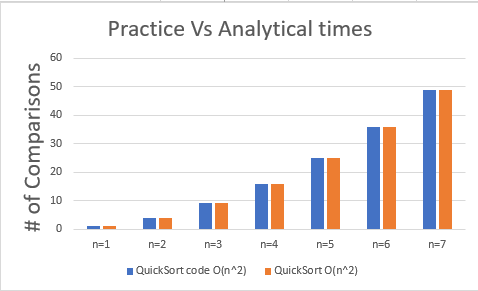 Practice Vs Analytical times
# of Comparisons
60
50
40
30
20
10
0
n=1 n=2 n=3 n=4 n=5 n=6 n=7
QuickSort code O(n^2) QuickSort O(n^2)